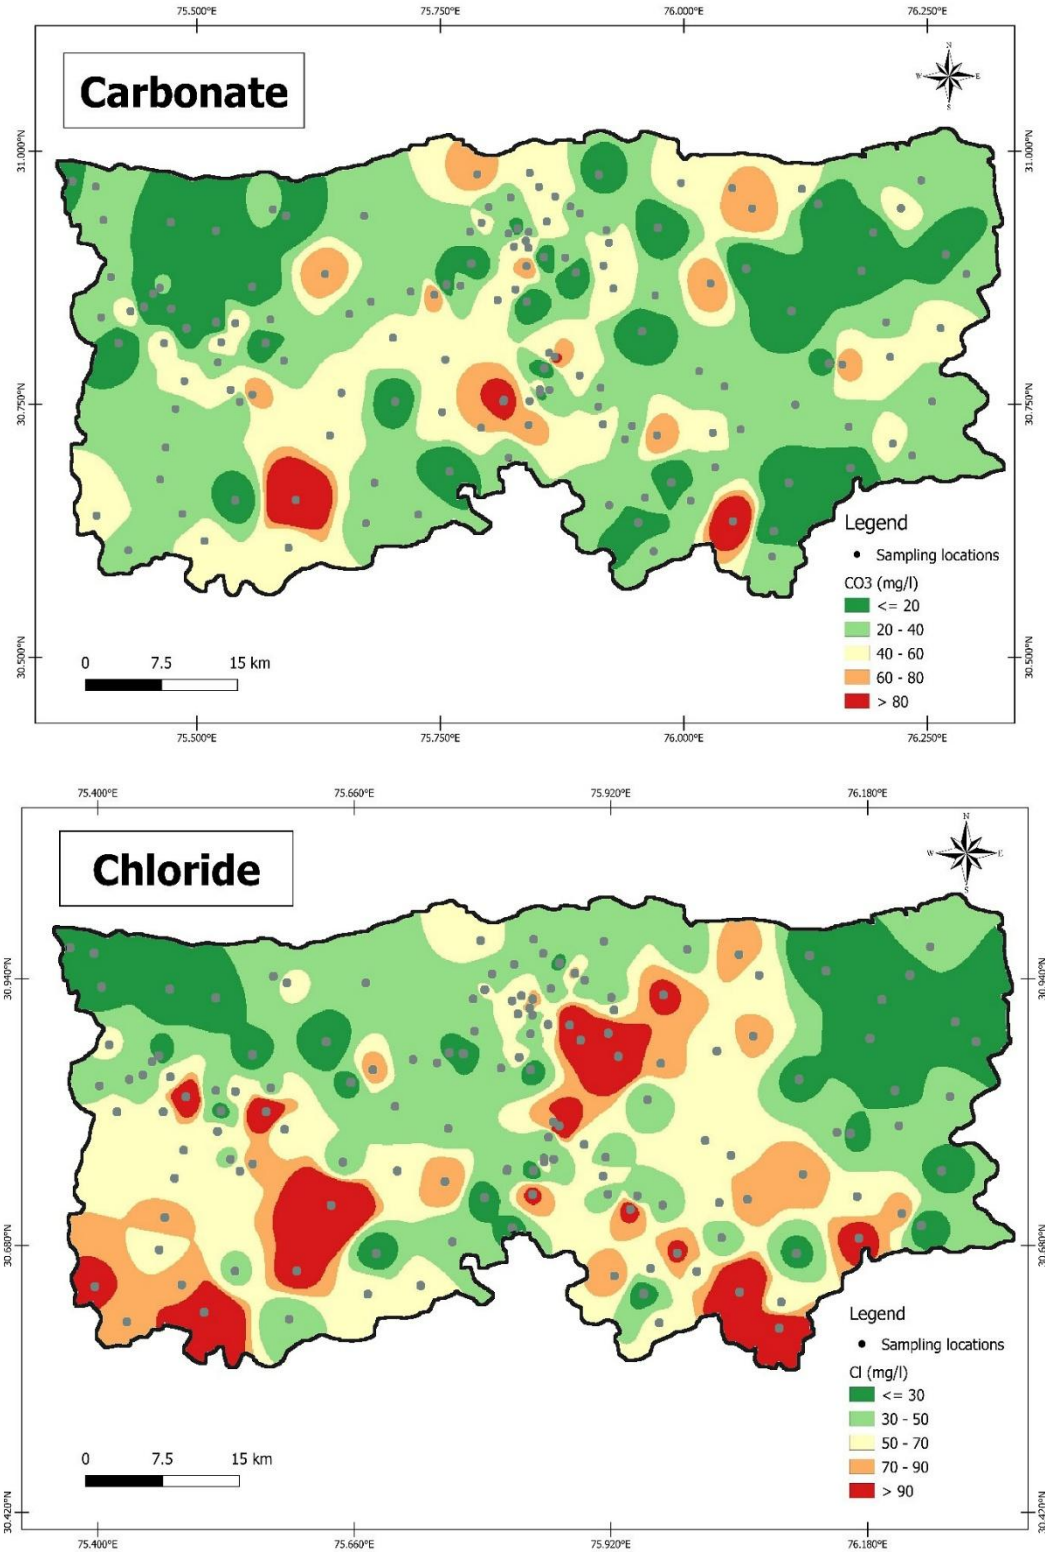 75.500°E 75.750°E 76.000°E 76.250°E
Carbonate
N
W E
S
31.000°N 31.000°N
30.750°N 30.750°N
30.500°N 30.500°N
Legend
Sampling locations
CO3 (mg/l)
<= 20
20 - 40
40 - 60
60 - 80
> 80
0 7.5 15 km
75.500°E 75.750°E 76.000°E 76.250°E
75.400°E 75.660°E 75.920°E 76.180°E
Chloride
N
W E
S
30.940°N 30.940°N
30.680°N 30.680°N
30.420°N 30.420°N
Legend
Sampling locations
Cl (mg/l)
<= 30
30 - 50
50 - 70
70 - 90
> 90
0 7.5 15 km
75.400°E 75.660°E 75.920°E 76.180°E